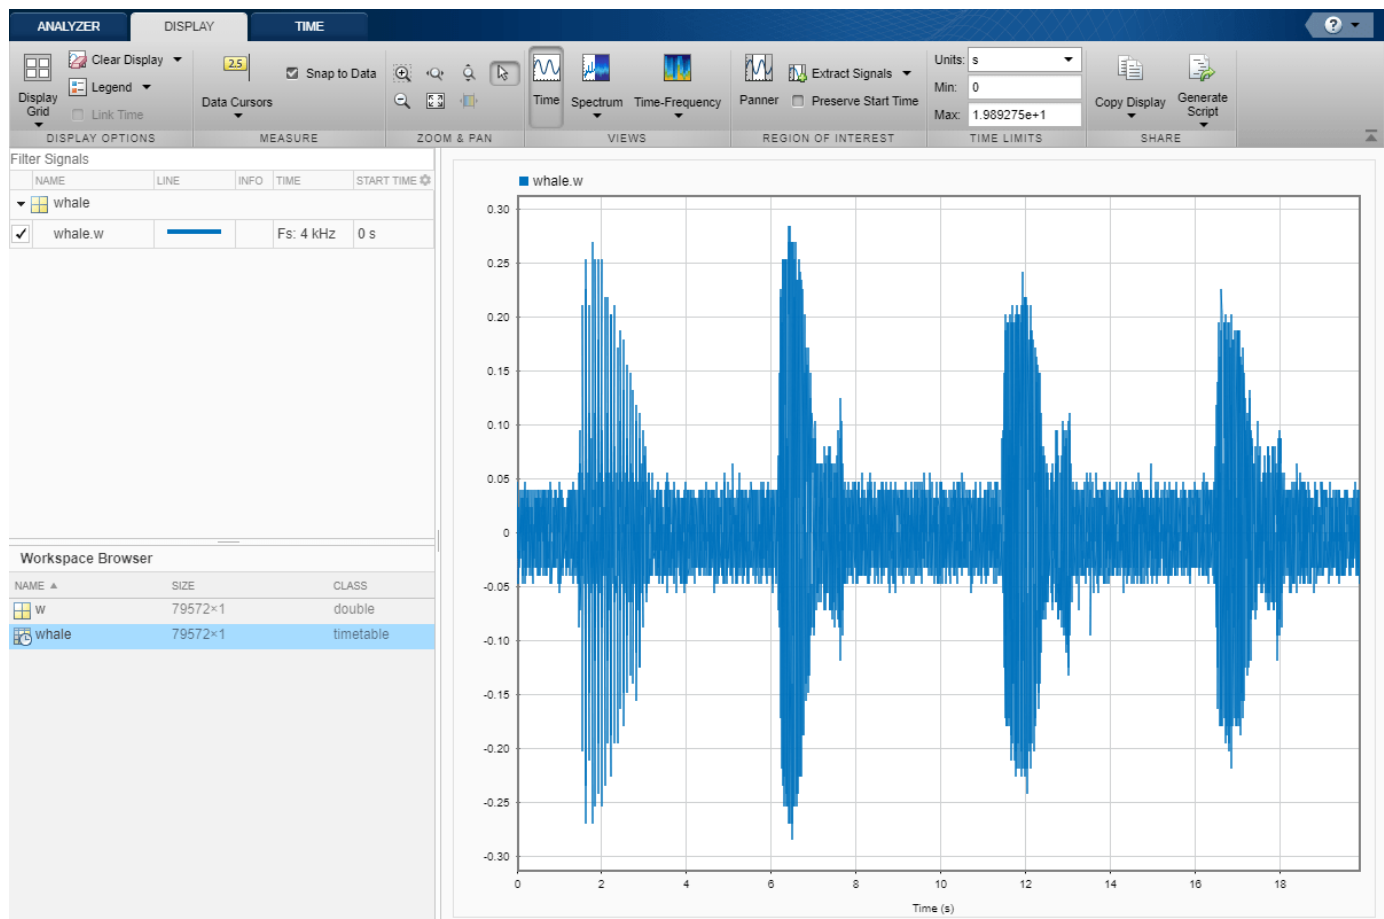 ANALYZER DISPLAY TIME ?
Clear Display
Legend
Link Time
Display Grid
2.5
Data Cursors
Snap to Data
Time
Spectrum
Time-Frequency
Panner
Extract Signals
Preserve Start Time
Units: s
Min: 0
Max: 1.989275e+1
Copy Display
Generate Script
DISPLAY OPTIONS MEASURE ZOOM & PAN VIEWS REGION OF INTEREST TIME LIMITS SHARE
Filter Signals
NAME LINE INFO TIME START TIME
whale
whale.w Fs: 4 kHz 0 s
Workspace Browser
NAME SIZE CLASS
w 79572×1 double
whale 79572×1 timetable
whale.w
0.30
0.25
0.20
0.15
0.10
0.05
0
-0.05
-0.10
-0.15
-0.20
-0.25
-0.30
0 2 4 6 8 10 12 14 16 18
Time (s)